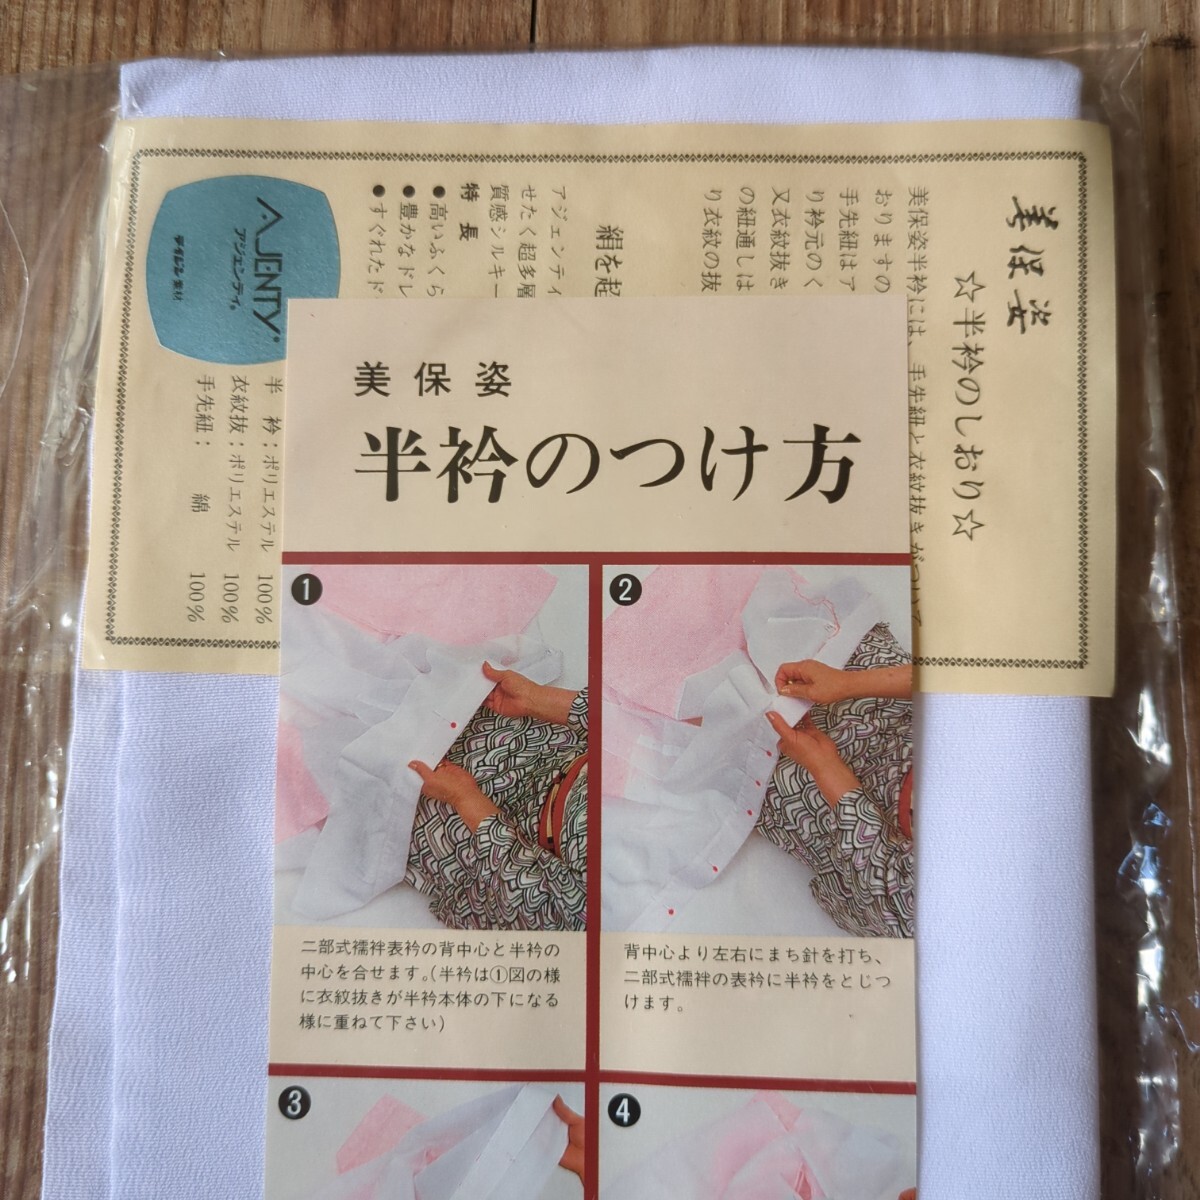 美保姿
☆半衿のしおり☆
美保姿半衿には、手先紐と衣紋抜きがついて
おりますの
手先紐はア
り衿元のく
又衣紋抜き
の紐通しは
り衣紋の抜
絹を超
アジェンティ
せたく超多層
質感シルキー
特長
●高いふくら
●豊かなドレ
●すぐれたド
AJENTY
アジェンティ®
半衿:ポリエステル 100%
衣紋抜:ポリエステル 100%
手先紐: 綿 100%
美保姿
半衿のつけ方
1
二部式襦袢表衿の背中心と半衿の
中心を合せます。(半衿は①図の様
に衣紋抜きが半衿本体の下になる
様に重ねて下さい)
2
背中心より左右にまち針を打ち、
二部式襦袢の表衿に半衿をとじつ
けます。
3
4